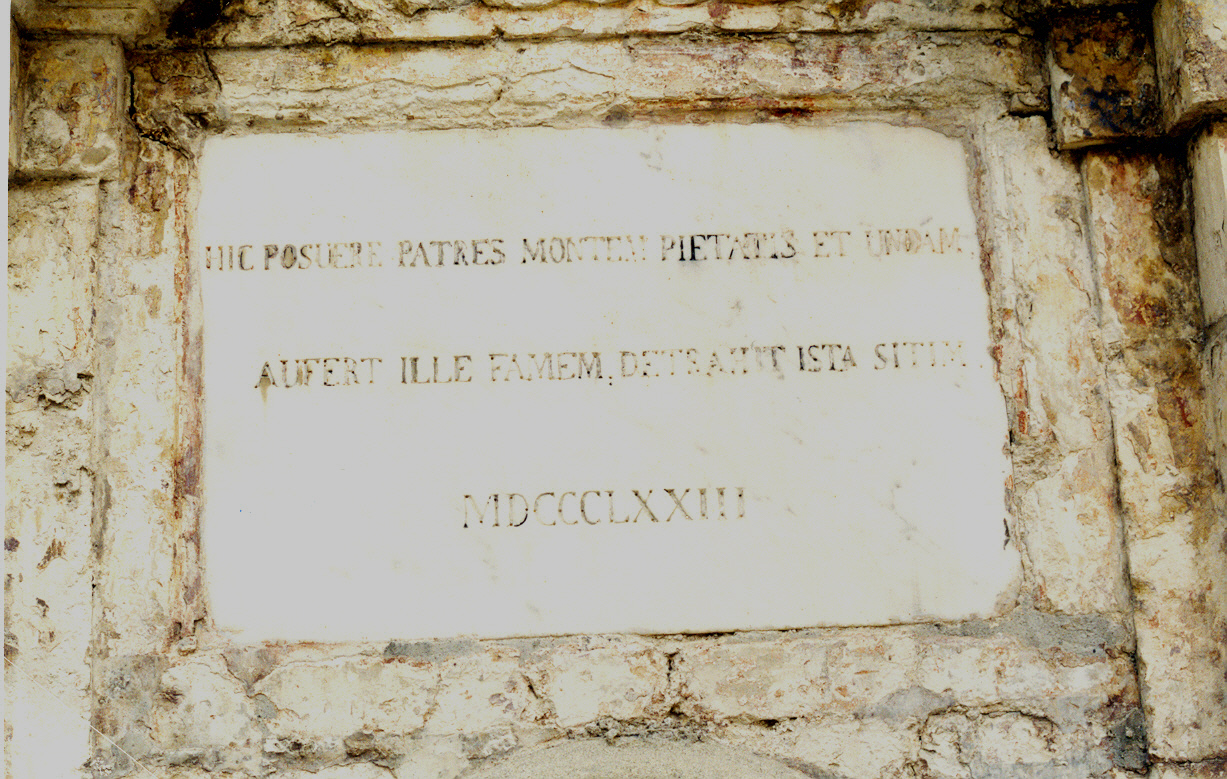 HIC POSUERE PATRES MONTEM PIETATIS ET UNDAM.
AUFERT ILLE FAMEM, DETRAHIT ISTA SITIM.
MDCCCLXXIII